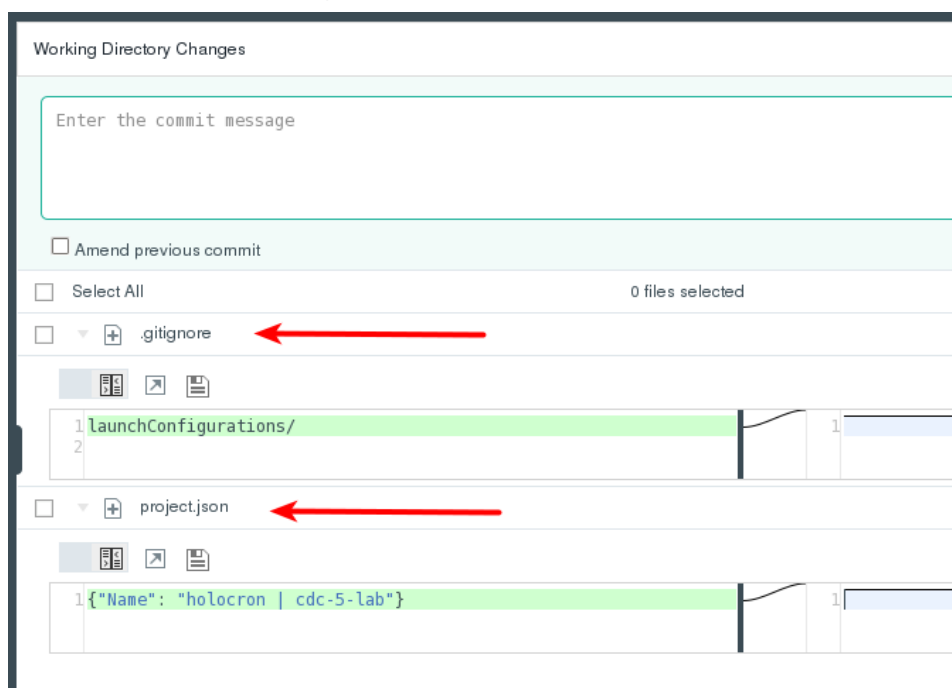 Working Directory Changes
Enter the commit message
Amend previous commit
Select All 0 files selected
.gitignore
1 launchConfigurations/ 1
2
project.json
1 {"Name": "holocron | cdc-5-lab"} 1